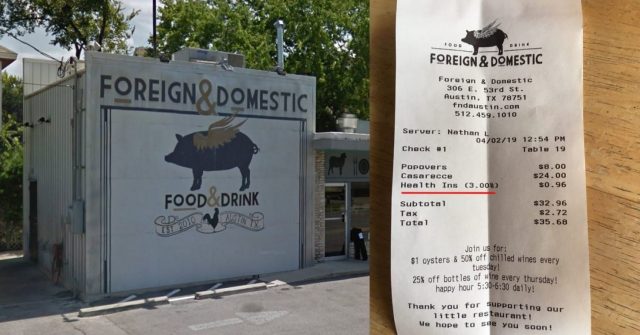 FOREIGN & DOMESTIC
FOOD & DRINK
EST 2010 AUSTIN, TX
FOOD DRINK
FOREIGN & DOMESTIC
Foreign & Domestic
306 E. 53rd St.
Austin, TX 78751
fndaustin.com
512.459.1010
Server: Nathan L
04/02/19 12:54 PM
Check #1 Table 19
Popovers $8.00
Casarecce $24.00
Health Ins (3.00%) $0.96
Subtotal $32.96
Tax $2.72
Total $35.68
Join us for:
$1 oysters & 50% off chilled wines every
tuesday!
25% off bottles of wine every thursday!
happy hour 5:30-6:30 daily!
Thank you for supporting our
little restaurant!
We hope to see you soon!